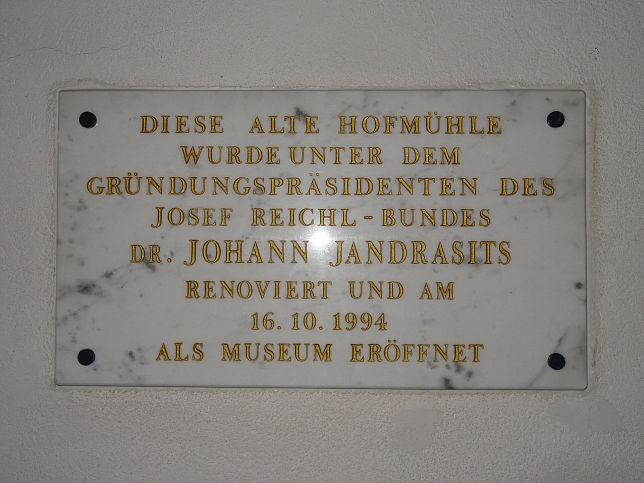 DIESE ALTE HOFMÜHLE
WURDE UNTER DEM
GRÜNDUNGSPRÄSIDENTEN DES
JOSEF REICHL-BUNDES
DR. JOHANN JANDRASITS
RENOVIERT UND AM
16.10.1994
ALS MUSEUM ERÖFFNET